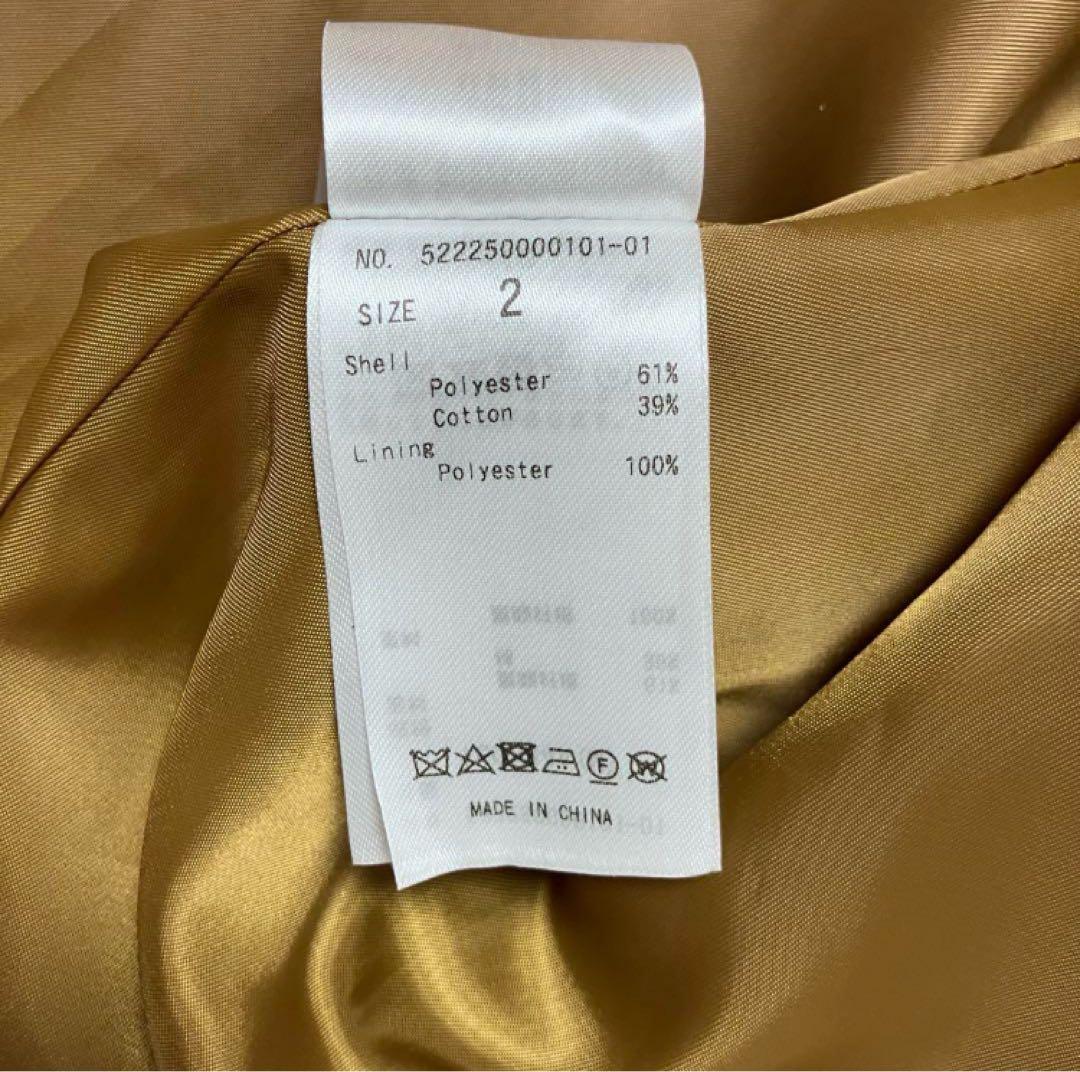 NO. 522250000101-01
SIZE 2
Shell
Polyester 61%
Cotton 39%
Lining
Polyester 100%
F
W
MADE IN CHINA